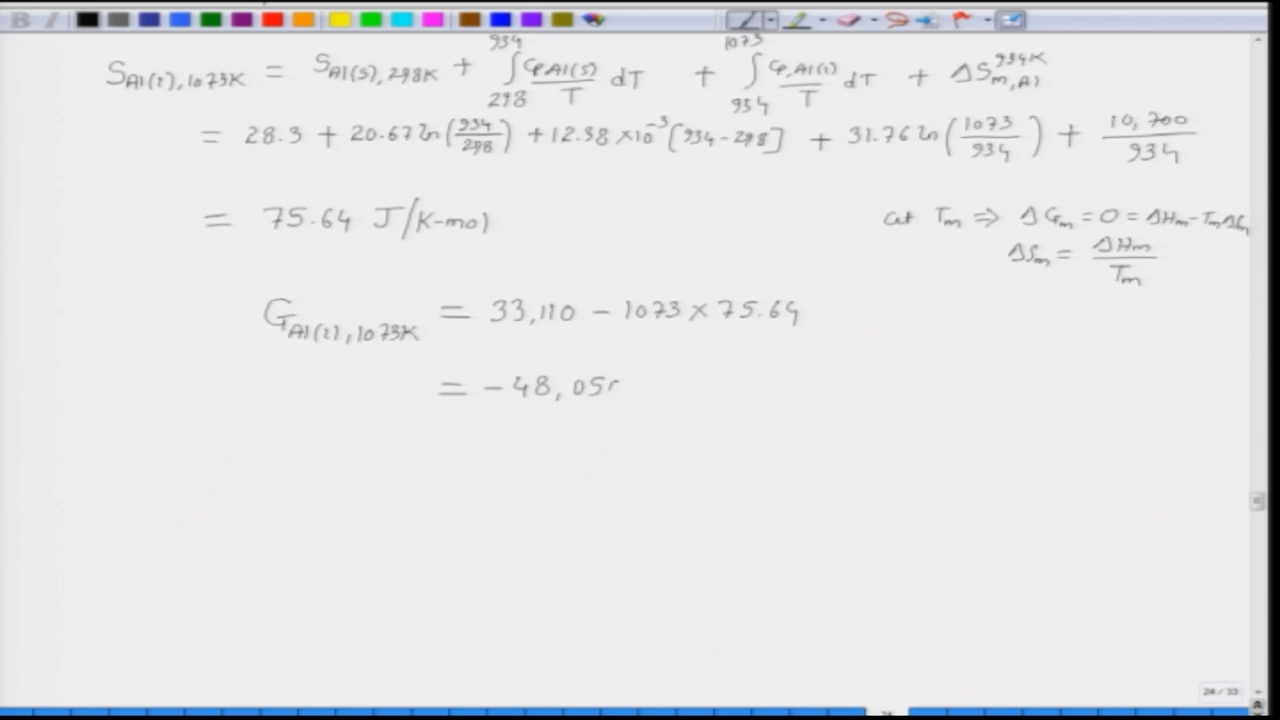 S_Al(s),1073K = S_Al(s),298K + ∫_298^934 Cp,Al(s)/T dT + ∫_934^1073 Cp,Al(l)/T dT + ΔS_m,Al^934K
= 28.3 + 20.67 ln(934/298) + 12.38 × 10^-3 [934-298] + 31.76 ln(1073/934) + 10,700/934
= 75.64 J/K-mol
at Tm ⇒ ΔGm = 0 = ΔHm - TmΔSm
ΔSm = ΔHm/Tm
G_Al(l),1073K = 33,110 - 1073 × 75.64
= -48,05
24 / 33